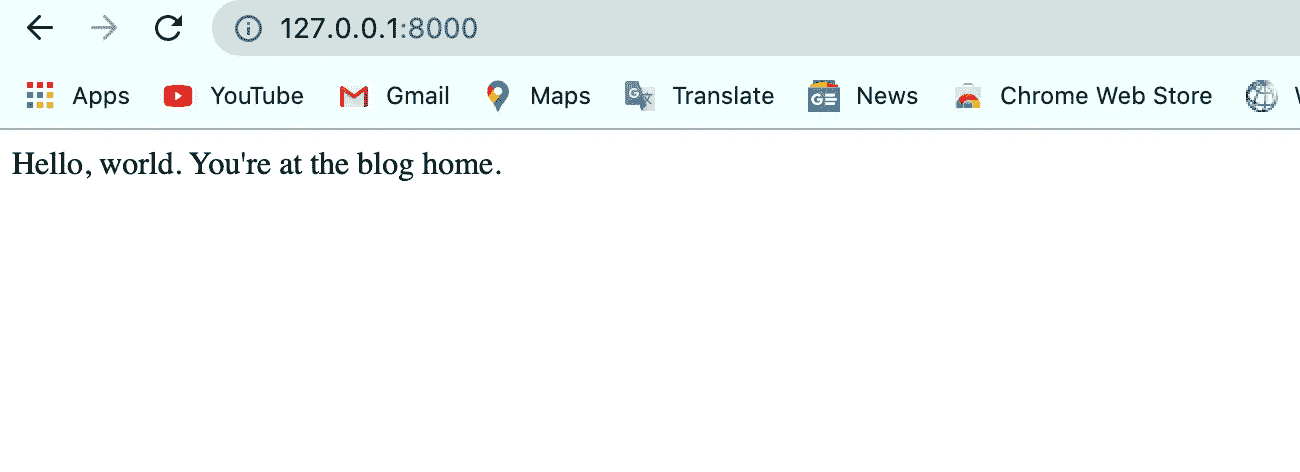 127.0.0.1:8000
Apps YouTube Gmail Maps Translate News Chrome Web Store
Hello, world. You're at the blog home.